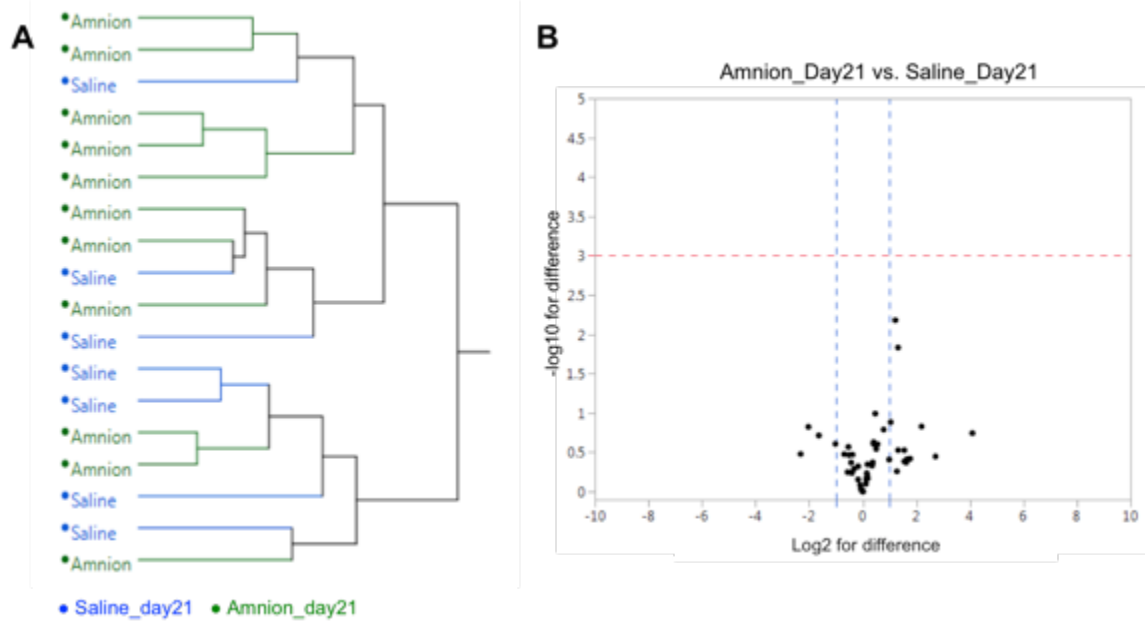 A
Amnion
Amnion
Saline
Amnion
Amnion
Amnion
Amnion
Amnion
Saline
Amnion
Saline
Saline
Saline
Amnion
Amnion
Saline
Saline
Amnion
Saline_day21 Amnion_day21
B
Amnion_Day21 vs. Saline_Day21
-log10 for difference
5
4.5
4
3.5
3
2.5
2
1.5
1
0.5
0
-10 -8 -6 -4 -2 0 2 4 6 8 10
Log2 for difference